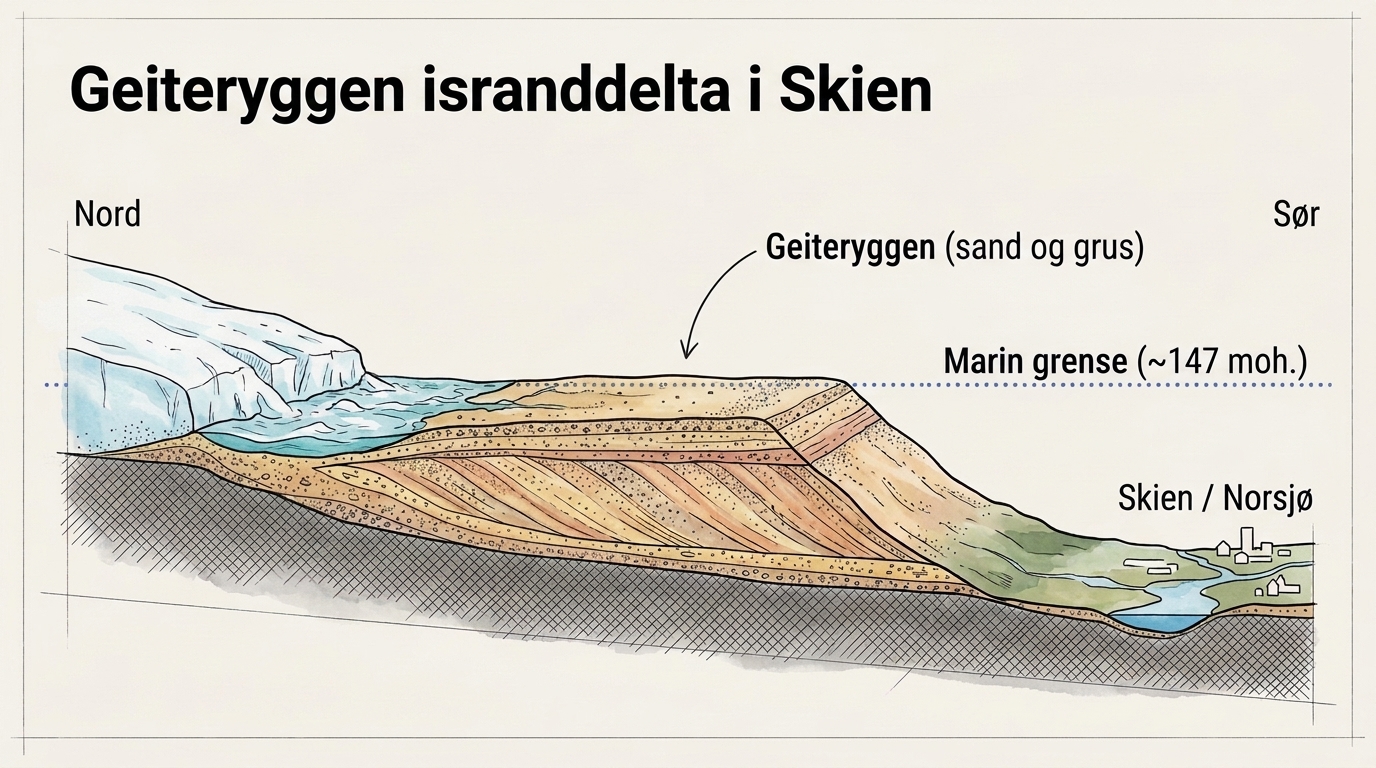 Geiteryggen isranddelta i Skien
Nord
Sør
Geiteryggen (sand og grus)
Marin grense (~147 moh.)
Skien / Norsjø